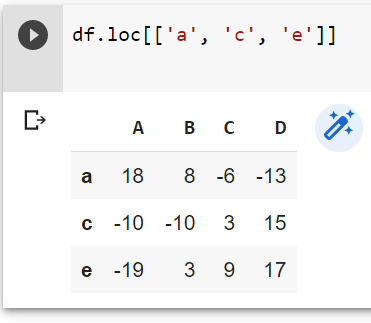 df.loc[['a', 'c', 'e']]
A B C D
a 18 8 -6 -13
c -10 -10 3 15
e -19 3 9 17